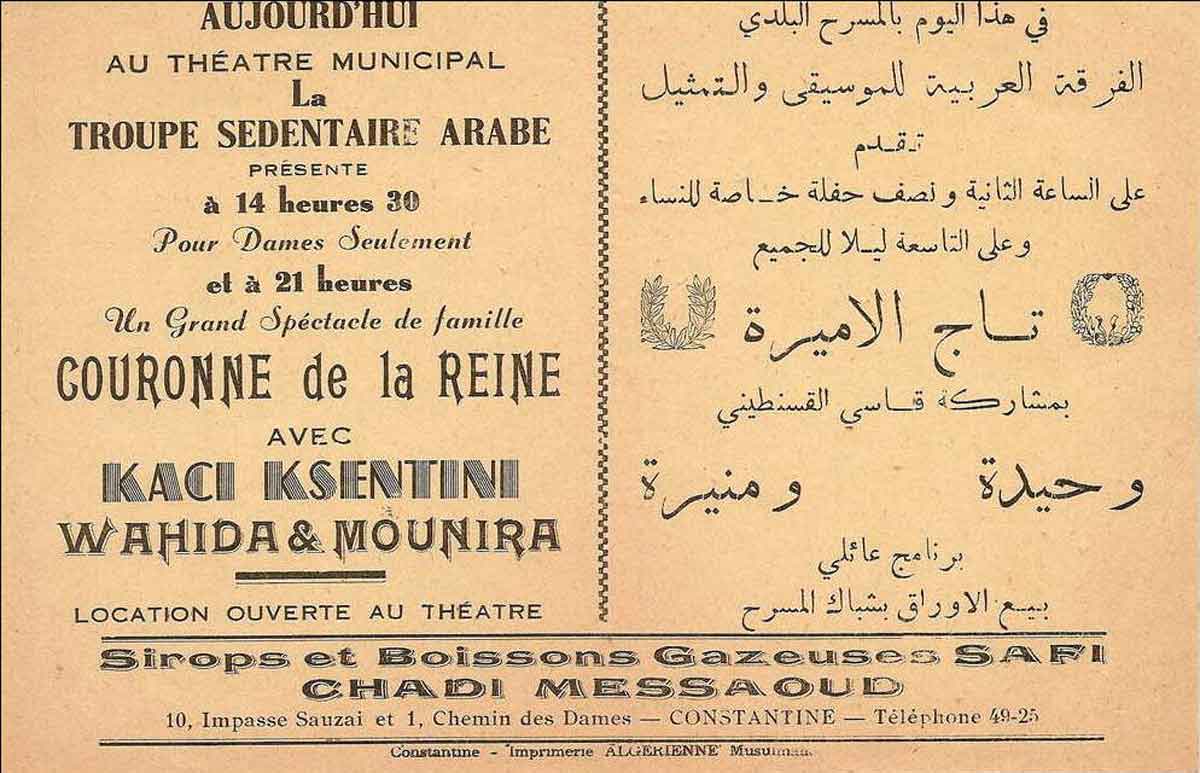 AUJOURD'HUI
AU THÉATRE MUNICIPAL
La
TROUPE SEDENTAIRE ARABE
PRÉSENTE
à 14 heures 30
Pour Dames Seulement
et à 21 heures
Un Grand Spéctacle de famille
COURONNE de la REINE
AVEC
KACI KSENTINI
WAHIDA & MOUNIRA
LOCATION OUVERTE AU THÉATRE
في هذا اليوم بالمسرح البلدي
الفرقة العربية للموسيقى والتمثيل
تقدم
على الساعة الثانية ونصف حفلة خاصة للنساء
وعلى التاسعة ليلا للجميع
تاج الاميرة
بمشاركة قاسي القسنطيني
وحيدة ومنيرة
برنامج عائلي
بيع الاوراق بشباك المسرح
Sirops et Boissons Gazeuses SAFI
CHADI MESSAOUD
10, Impasse Sauzai et 1, Chemin des Dames — CONSTANTINE — Téléphone 49-25
Constantine - "Imprimerie ALGERIENNE" Musulmane